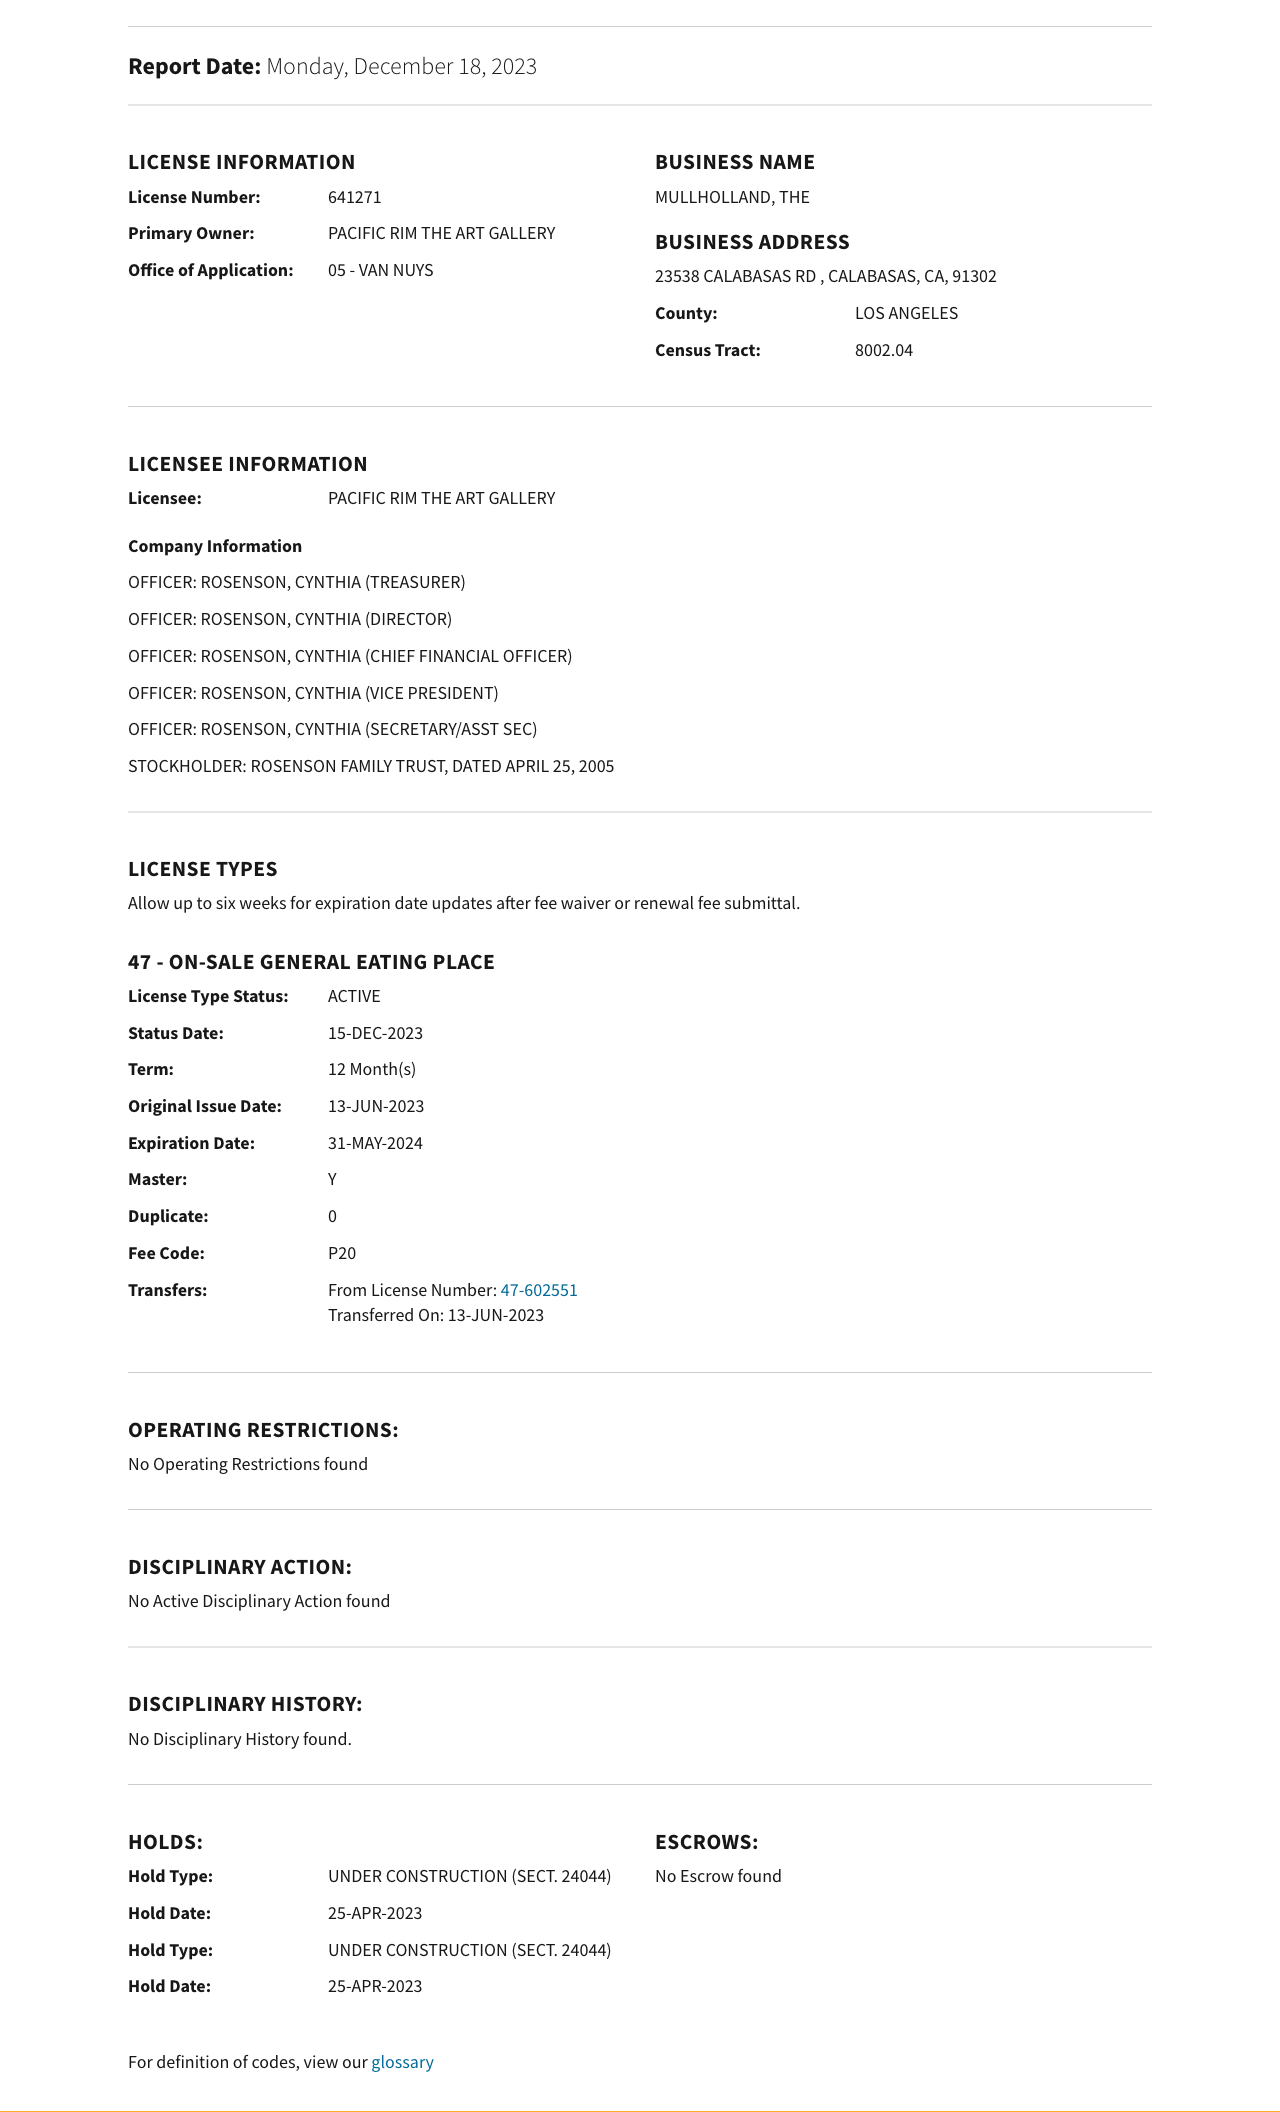 Report Date: Monday, December 18, 2023
LICENSE INFORMATION
License Number: 641271
Primary Owner: PACIFIC RIM THE ART GALLERY
Office of Application: 05 - VAN NUYS
BUSINESS NAME
MULLHOLLAND, THE
BUSINESS ADDRESS
23538 CALABASAS RD , CALABASAS, CA, 91302
County: LOS ANGELES
Census Tract: 8002.04
LICENSEE INFORMATION
Licensee: PACIFIC RIM THE ART GALLERY
Company Information
OFFICER: ROSENSON, CYNTHIA (TREASURER)
OFFICER: ROSENSON, CYNTHIA (DIRECTOR)
OFFICER: ROSENSON, CYNTHIA (CHIEF FINANCIAL OFFICER)
OFFICER: ROSENSON, CYNTHIA (VICE PRESIDENT)
OFFICER: ROSENSON, CYNTHIA (SECRETARY/ASST SEC)
STOCKHOLDER: ROSENSON FAMILY TRUST, DATED APRIL 25, 2005
LICENSE TYPES
Allow up to six weeks for expiration date updates after fee waiver or renewal fee submittal.
47 - ON-SALE GENERAL EATING PLACE
License Type Status: ACTIVE
Status Date: 15-DEC-2023
Term: 12 Month(s)
Original Issue Date: 13-JUN-2023
Expiration Date: 31-MAY-2024
Master: Y
Duplicate: 0
Fee Code: P20
Transfers: From License Number: 47-602551
Transferred On: 13-JUN-2023
OPERATING RESTRICTIONS:
No Operating Restrictions found
DISCIPLINARY ACTION:
No Active Disciplinary Action found
DISCIPLINARY HISTORY:
No Disciplinary History found.
HOLDS:
Hold Type: UNDER CONSTRUCTION (SECT. 24044)
Hold Date: 25-APR-2023
Hold Type: UNDER CONSTRUCTION (SECT. 24044)
Hold Date: 25-APR-2023
ESCROWS:
No Escrow found
For definition of codes, view our glossary